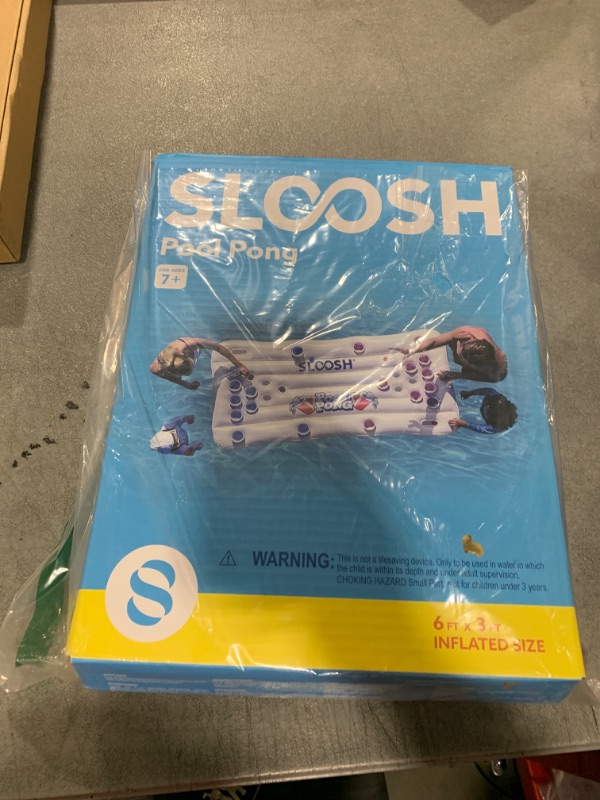 SLOOSH
Pool Pong
FOR AGES
7+
SLOOSH
PONG
WARNING: This is not a lifesaving device. Only to be used in water in which
the child is within its depth and under adult supervision.
CHOKING HAZARD Small Part. Not for children under 3 years.
6 FT X 3 FT
INFLATED SIZE